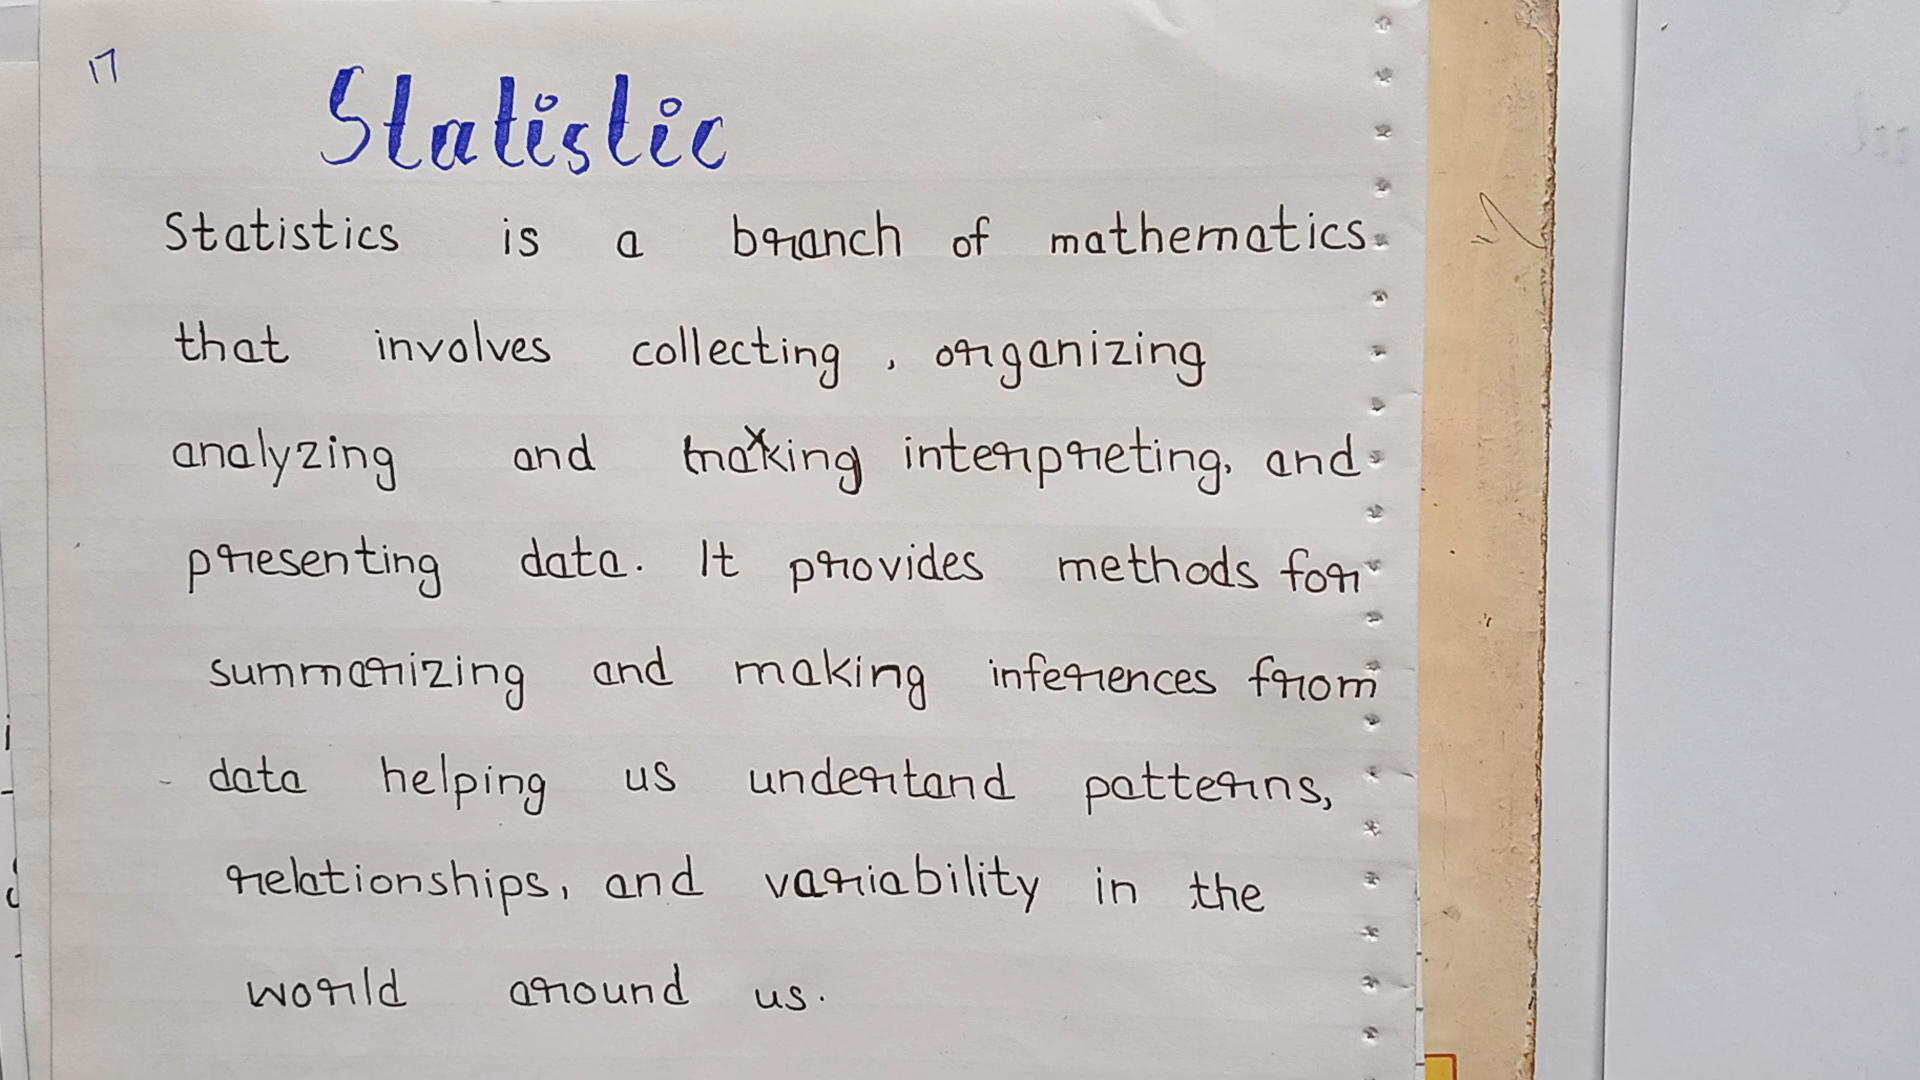 17
Statistic
Statistics is a branch of mathematics
that involves collecting, organizing
analyzing and making interpreting, and
presenting data. It provides methods for
summarizing and making inferences from
data helping us undertand patterns,
relationships, and variability in the
world around us.